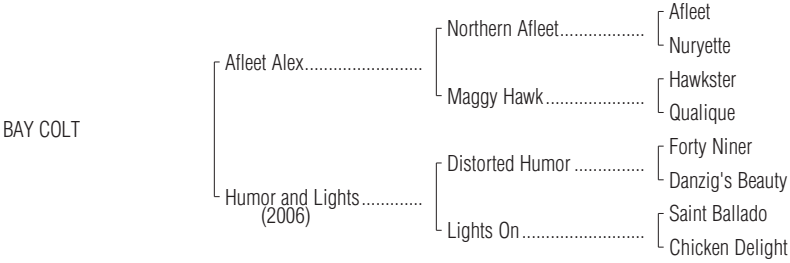 Afleet
Northern Afleet..................
Nuryette
Afleet Alex.........................
Hawkster
Maggy Hawk.....................
Qualique
BAY COLT
Forty Niner
Distorted Humor ...............
Danzig's Beauty
Humor and Lights.............
(2006)
Saint Ballado
Lights On..........................
Chicken Delight